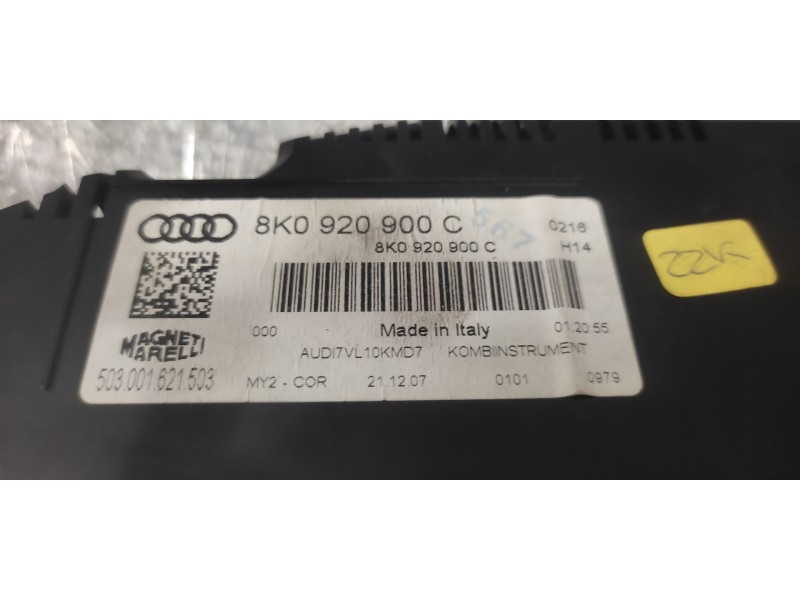 8K0 920 900 C
0216
8K0 920 900 C
H14
567
000 Made in Italy 01:20:55
MAGNETI
MARELLI
AUDI7VL10KMD7 KOMBIINSTRUMENT
503.001.621.503
MY2 - COR 21.12.07 0101 0979